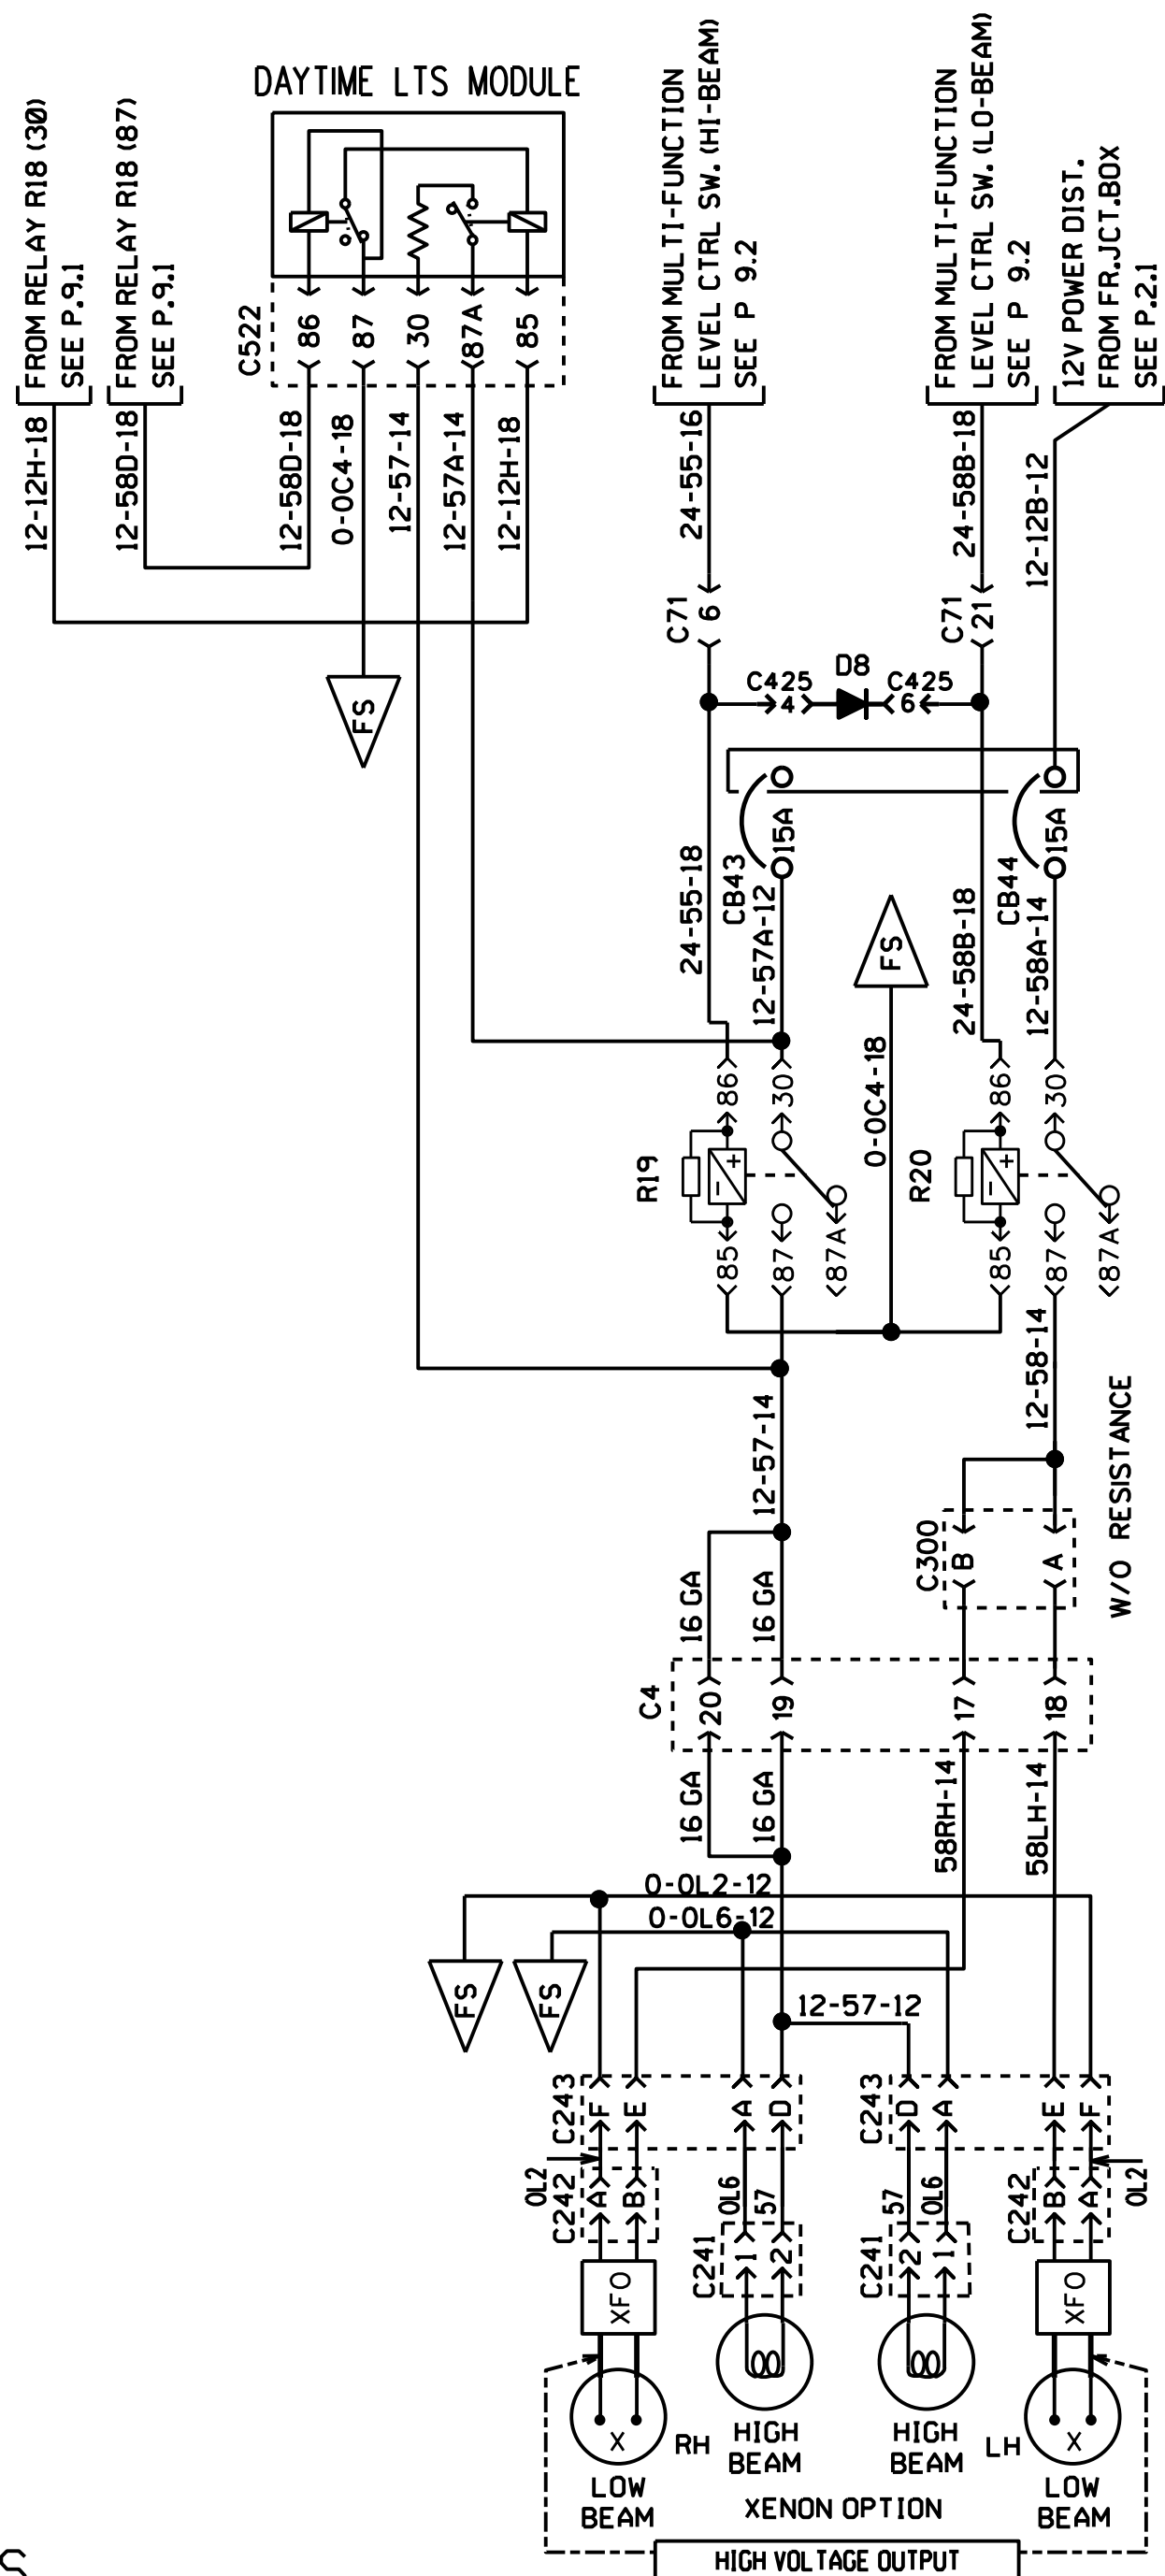 DAYTIME LTS MODULE
FROM RELAY R18 (30)
SEE P.9.1
FROM RELAY R18 (87)
SEE P.9.1
FROM MULTI-FUNCTION
LEVEL CTRL SW. (HI-BEAM)
SEE P 9.2
FROM MULTI-FUNCTION
LEVEL CTRL SW. (LO-BEAM)
SEE P 9.2
12V POWER DIST.
FROM FR.JCT.BOX
SEE P.2.1
C522
86
87
30
87A
85
12-12H-18
12-58D-18
12-58D-18
0-0C4-18
12-57-14
12-57A-14
12-12H-18
24-55-16
24-58B-18
12-12B-12
C71
6
C71
21
FS
C425
4
D8
C425
6
15A
CB43
15A
CB44
24-55-18
12-57A-12
FS
24-58B-18
12-58A-14
0-0C4-18
86
30
86
30
R19
+
-
R20
+
-
85
87
87A
85
87
87A
12-57-14
12-58-14
W/O RESISTANCE
C300
B
A
16 GA
16 GA
C4
20
19
17
18
16 GA
16 GA
58RH-14
58LH-14
0-0L2-12
0-0L6-12
FS
FS
12-57-12
C243
F
E
A
D
C243
D
A
E
F
OL2
C242
A
B
OL6
57
57
OL6
C242
B
A
OL2
C241
1
2
C241
2
1
XFO
XFO
X
RH
HIGH
BEAM
HIGH
BEAM
LH
X
LOW
BEAM
LOW
BEAM
XENON OPTION
HIGH VOLTAGE OUTPUT